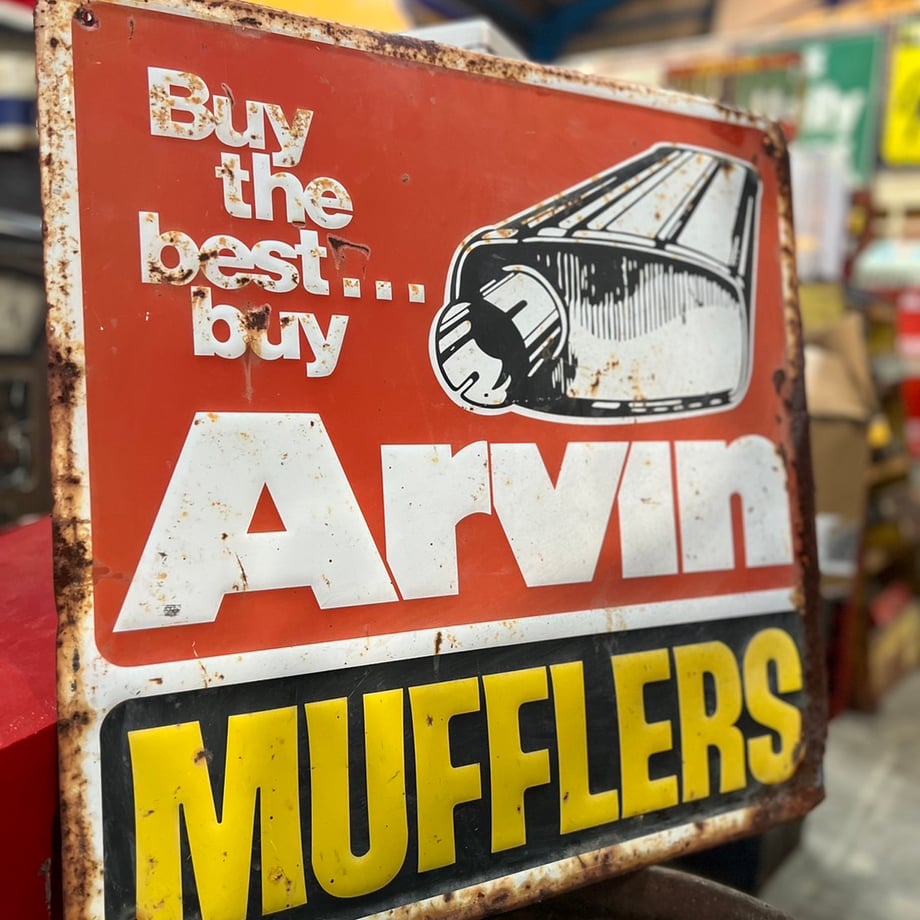 Buy
the
best...
buy
Arvin
MUFFLERS